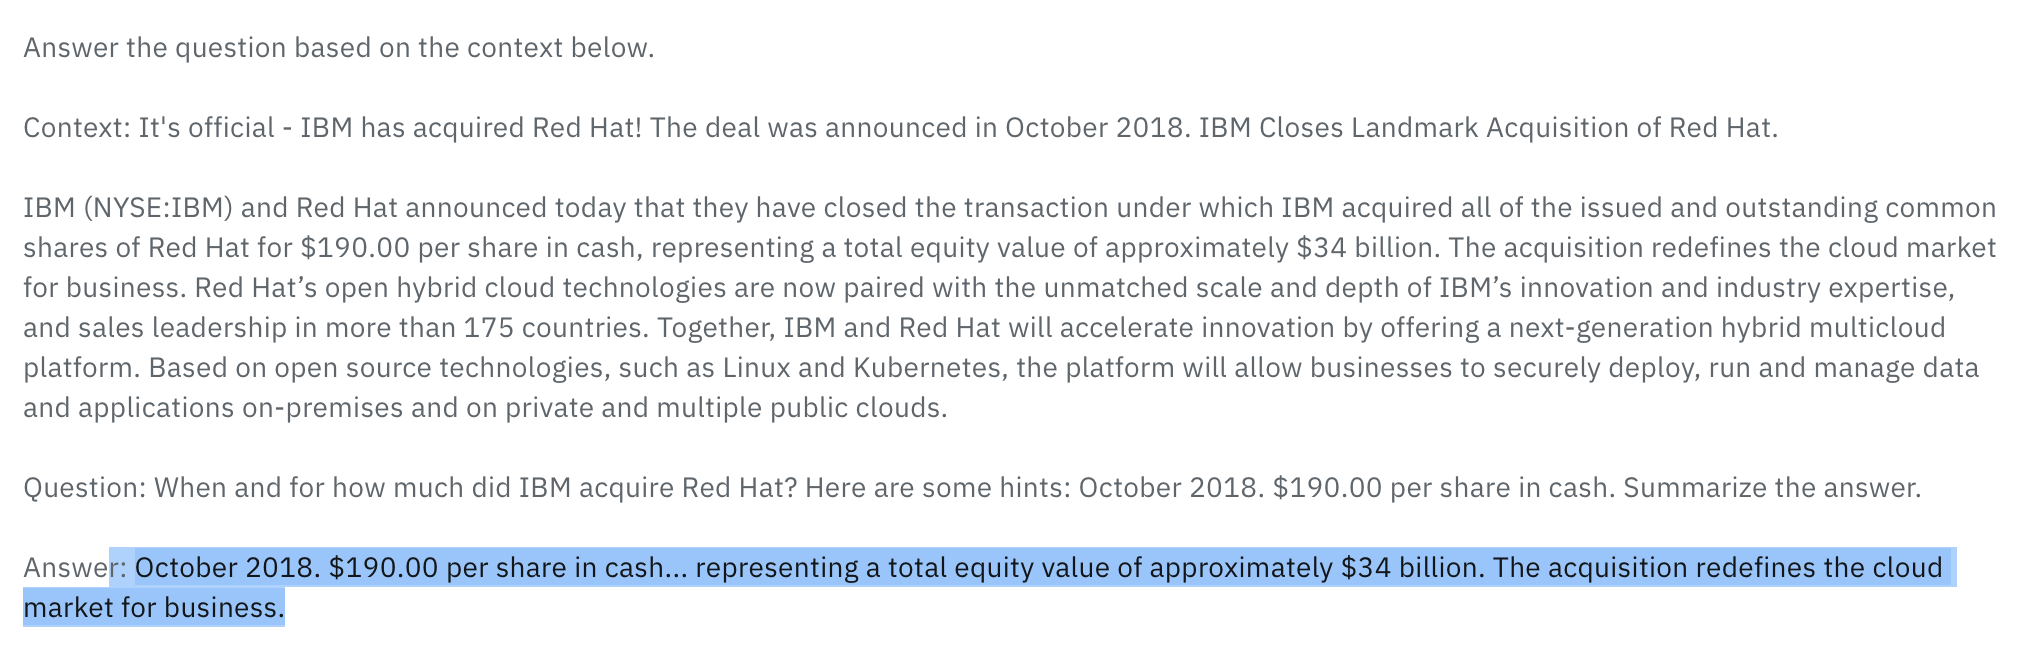 Answer the question based on the context below.
Context: It's official - IBM has acquired Red Hat! The deal was announced in October 2018. IBM Closes Landmark Acquisition of Red Hat.
IBM (NYSE:IBM) and Red Hat announced today that they have closed the transaction under which IBM acquired all of the issued and outstanding common
shares of Red Hat for $190.00 per share in cash, representing a total equity value of approximately $34 billion. The acquisition redefines the cloud market
for business. Red Hat’s open hybrid cloud technologies are now paired with the unmatched scale and depth of IBM’s innovation and industry expertise,
and sales leadership in more than 175 countries. Together, IBM and Red Hat will accelerate innovation by offering a next-generation hybrid multicloud
platform. Based on open source technologies, such as Linux and Kubernetes, the platform will allow businesses to securely deploy, run and manage data
and applications on-premises and on private and multiple public clouds.
Question: When and for how much did IBM acquire Red Hat? Here are some hints: October 2018. $190.00 per share in cash. Summarize the answer.
Answer: October 2018. $190.00 per share in cash... representing a total equity value of approximately $34 billion. The acquisition redefines the cloud
market for business.